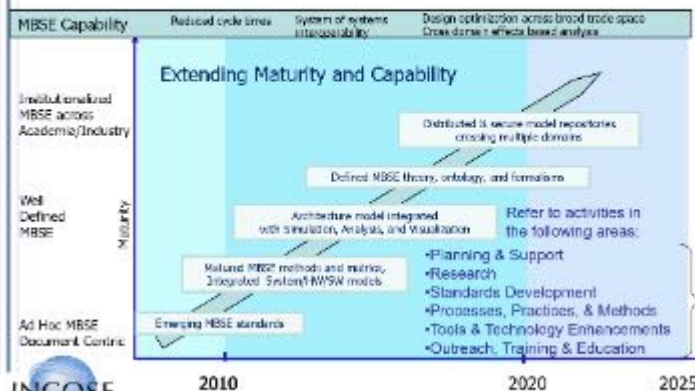 MBSE Capability
Reduced cycle times
System of systems
interoperability
Design optimization across broad trade space
Cross domain effects based analysis
Extending Maturity and Capability
Institutionalized
MBSE across
Academia/Industry
Distributed & secure model repositories
crossing multiple domains
Defined MBSE theory, ontology, and formalisms
Well
Defined
MBSE
Maturity
Architecture model integrated
with Simulation, Analysis, and Visualization
Refer to activities in
the following areas:
•Planning & Support
•Research
•Standards Development
•Processes, Practices, & Methods
•Tools & Technology Enhancements
•Outreach, Training & Education
Matured MBSE methods and metrics,
Integrated System/HW/SW models
Ad Hoc MBSE
Document Centric
Emerging MBSE standards
INCOSE
2010
2020
2025